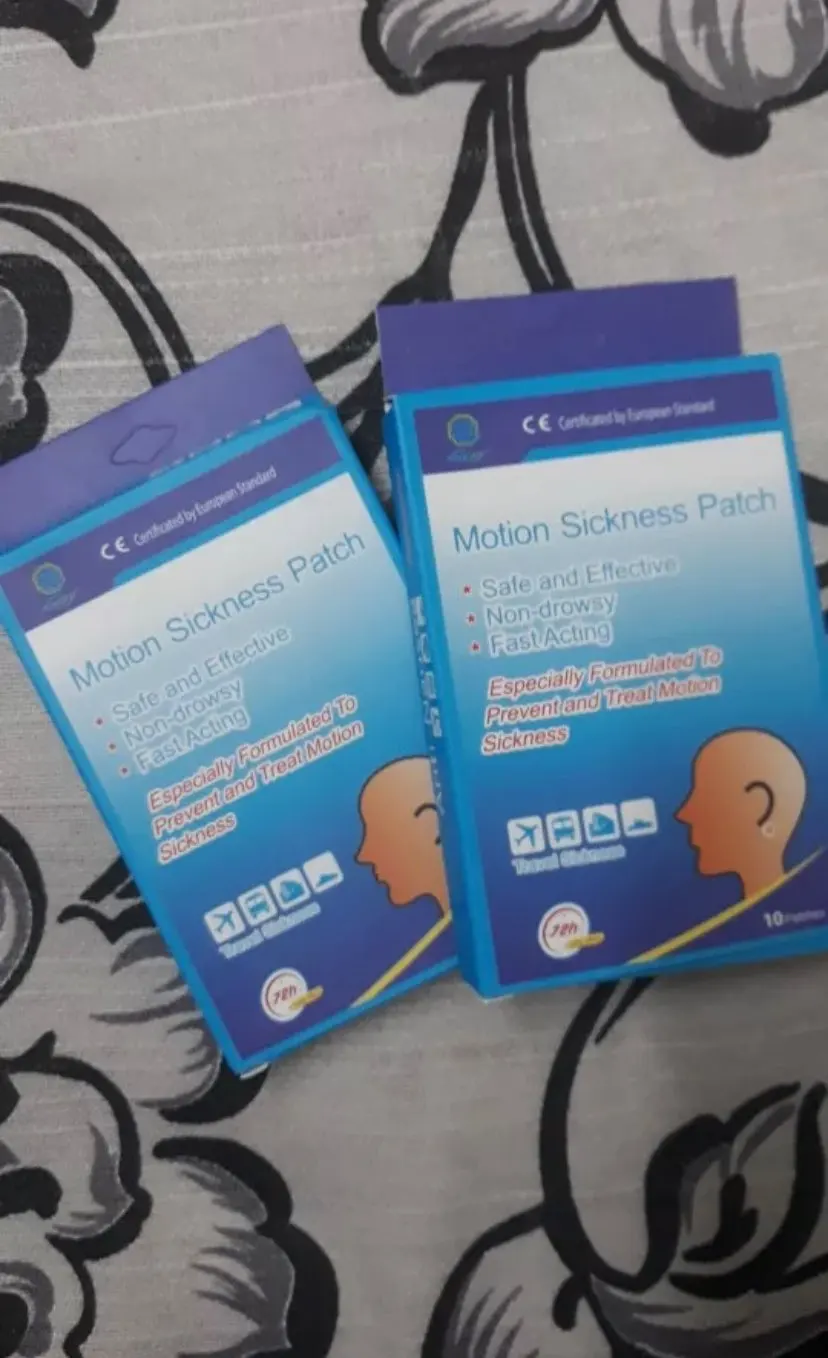 CE Certificated by European Standard
Motion Sickness Patch
Safe and Effective
Non-drowsy
Fast Acting
Especially Formulated To
Prevent and Treat Motion
Sickness
Travel Sickness
72h
CE Certificated by European Standard
Motion Sickness Patch
Safe and Effective
Non-drowsy
Fast Acting
Especially Formulated To
Prevent and Treat Motion
Sickness
Travel Sickness
72h
10 Patches